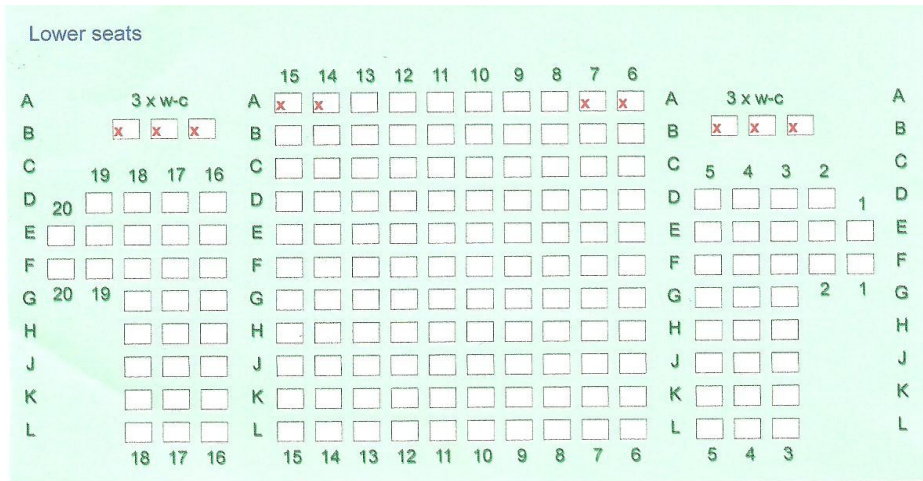 Lower seats
15 14 13 12 11 10 9 8 7 6
A 3 x w-c A x x x x A 3 x w-c A
B x x x B B x x x B
C C C C
19 18 17 16 5 4 3 2
D D D D
20 1
E E E E
F F F F
20 19 2 1
G G G G
H H H H
J J J J
K K K K
L L L L
18 17 16 15 14 13 12 11 10 9 8 7 6 5 4 3